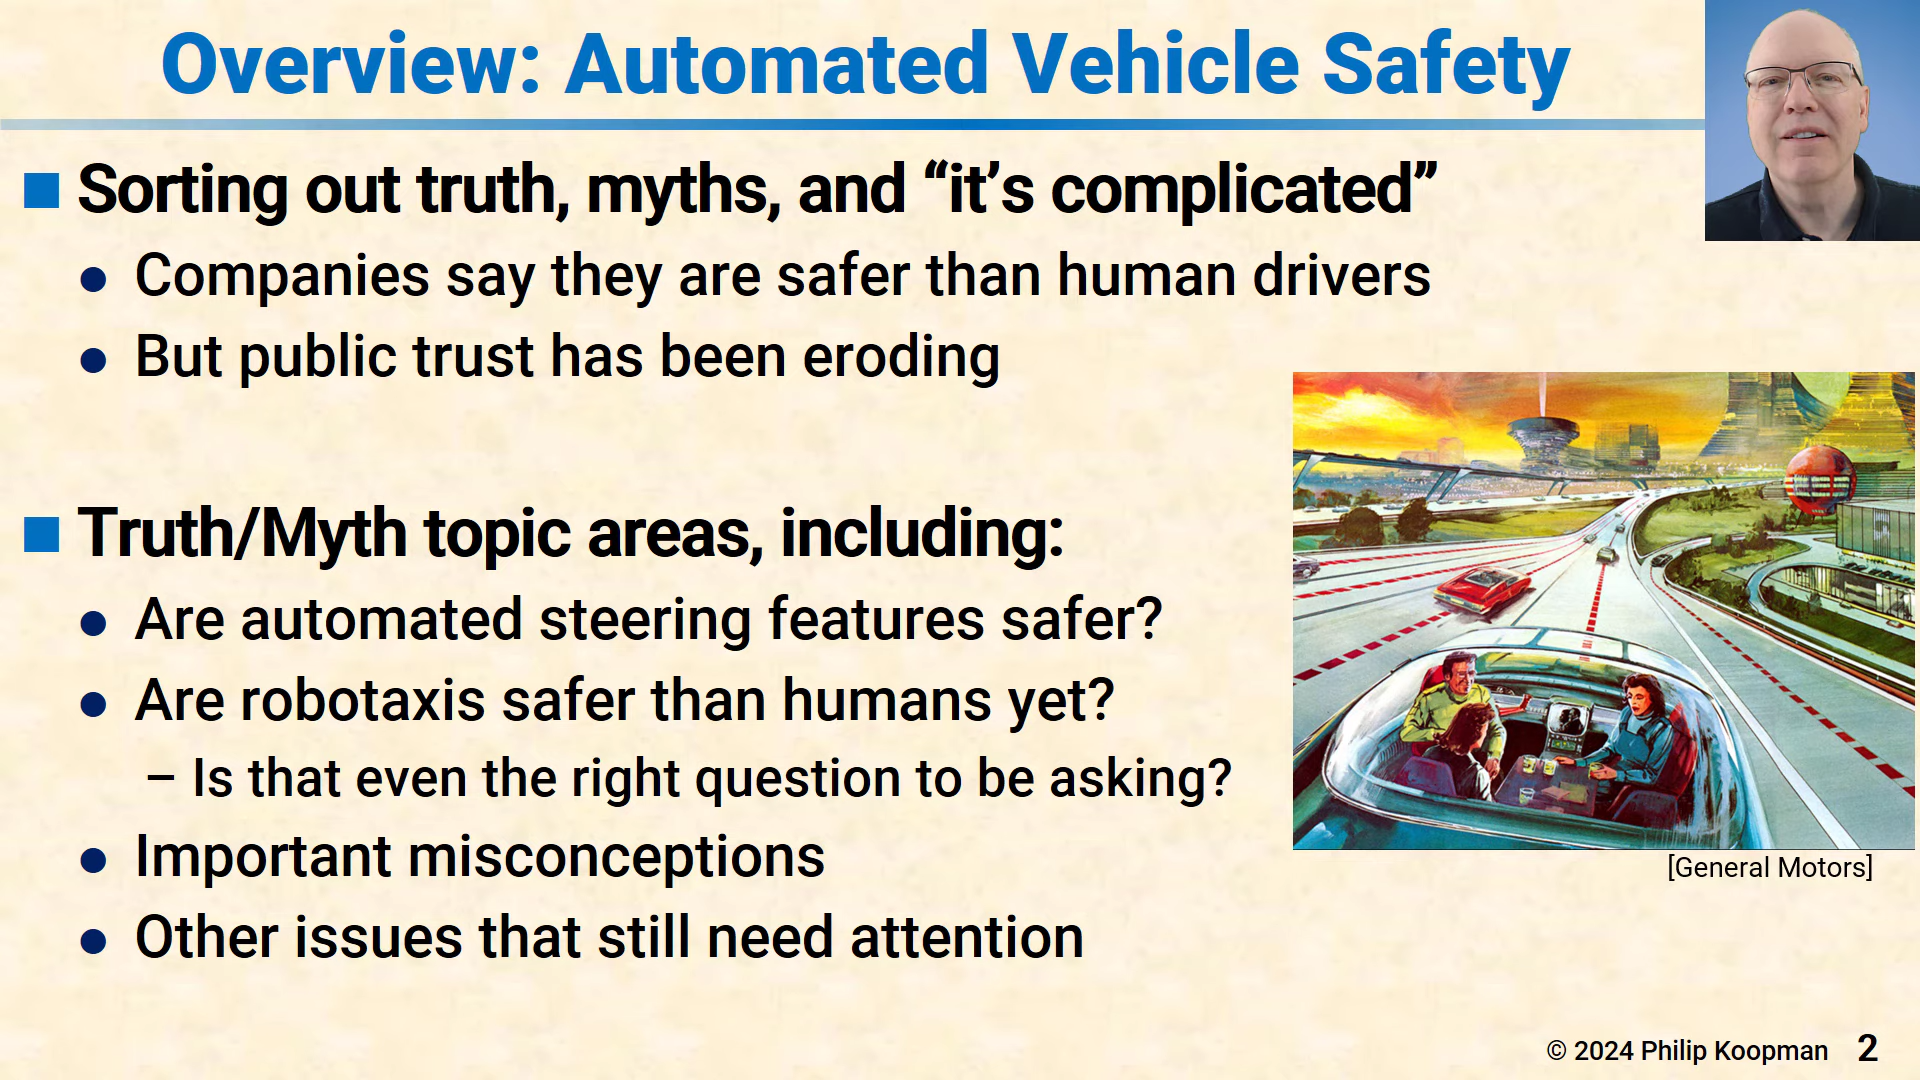 Overview: Automated Vehicle Safety
Sorting out truth, myths, and “it’s complicated”
Companies say they are safer than human drivers
But public trust has been eroding
Truth/Myth topic areas, including:
Are automated steering features safer?
Are robotaxis safer than humans yet?
– Is that even the right question to be asking?
Important misconceptions
Other issues that still need attention
[General Motors]
© 2024 Philip Koopman 2